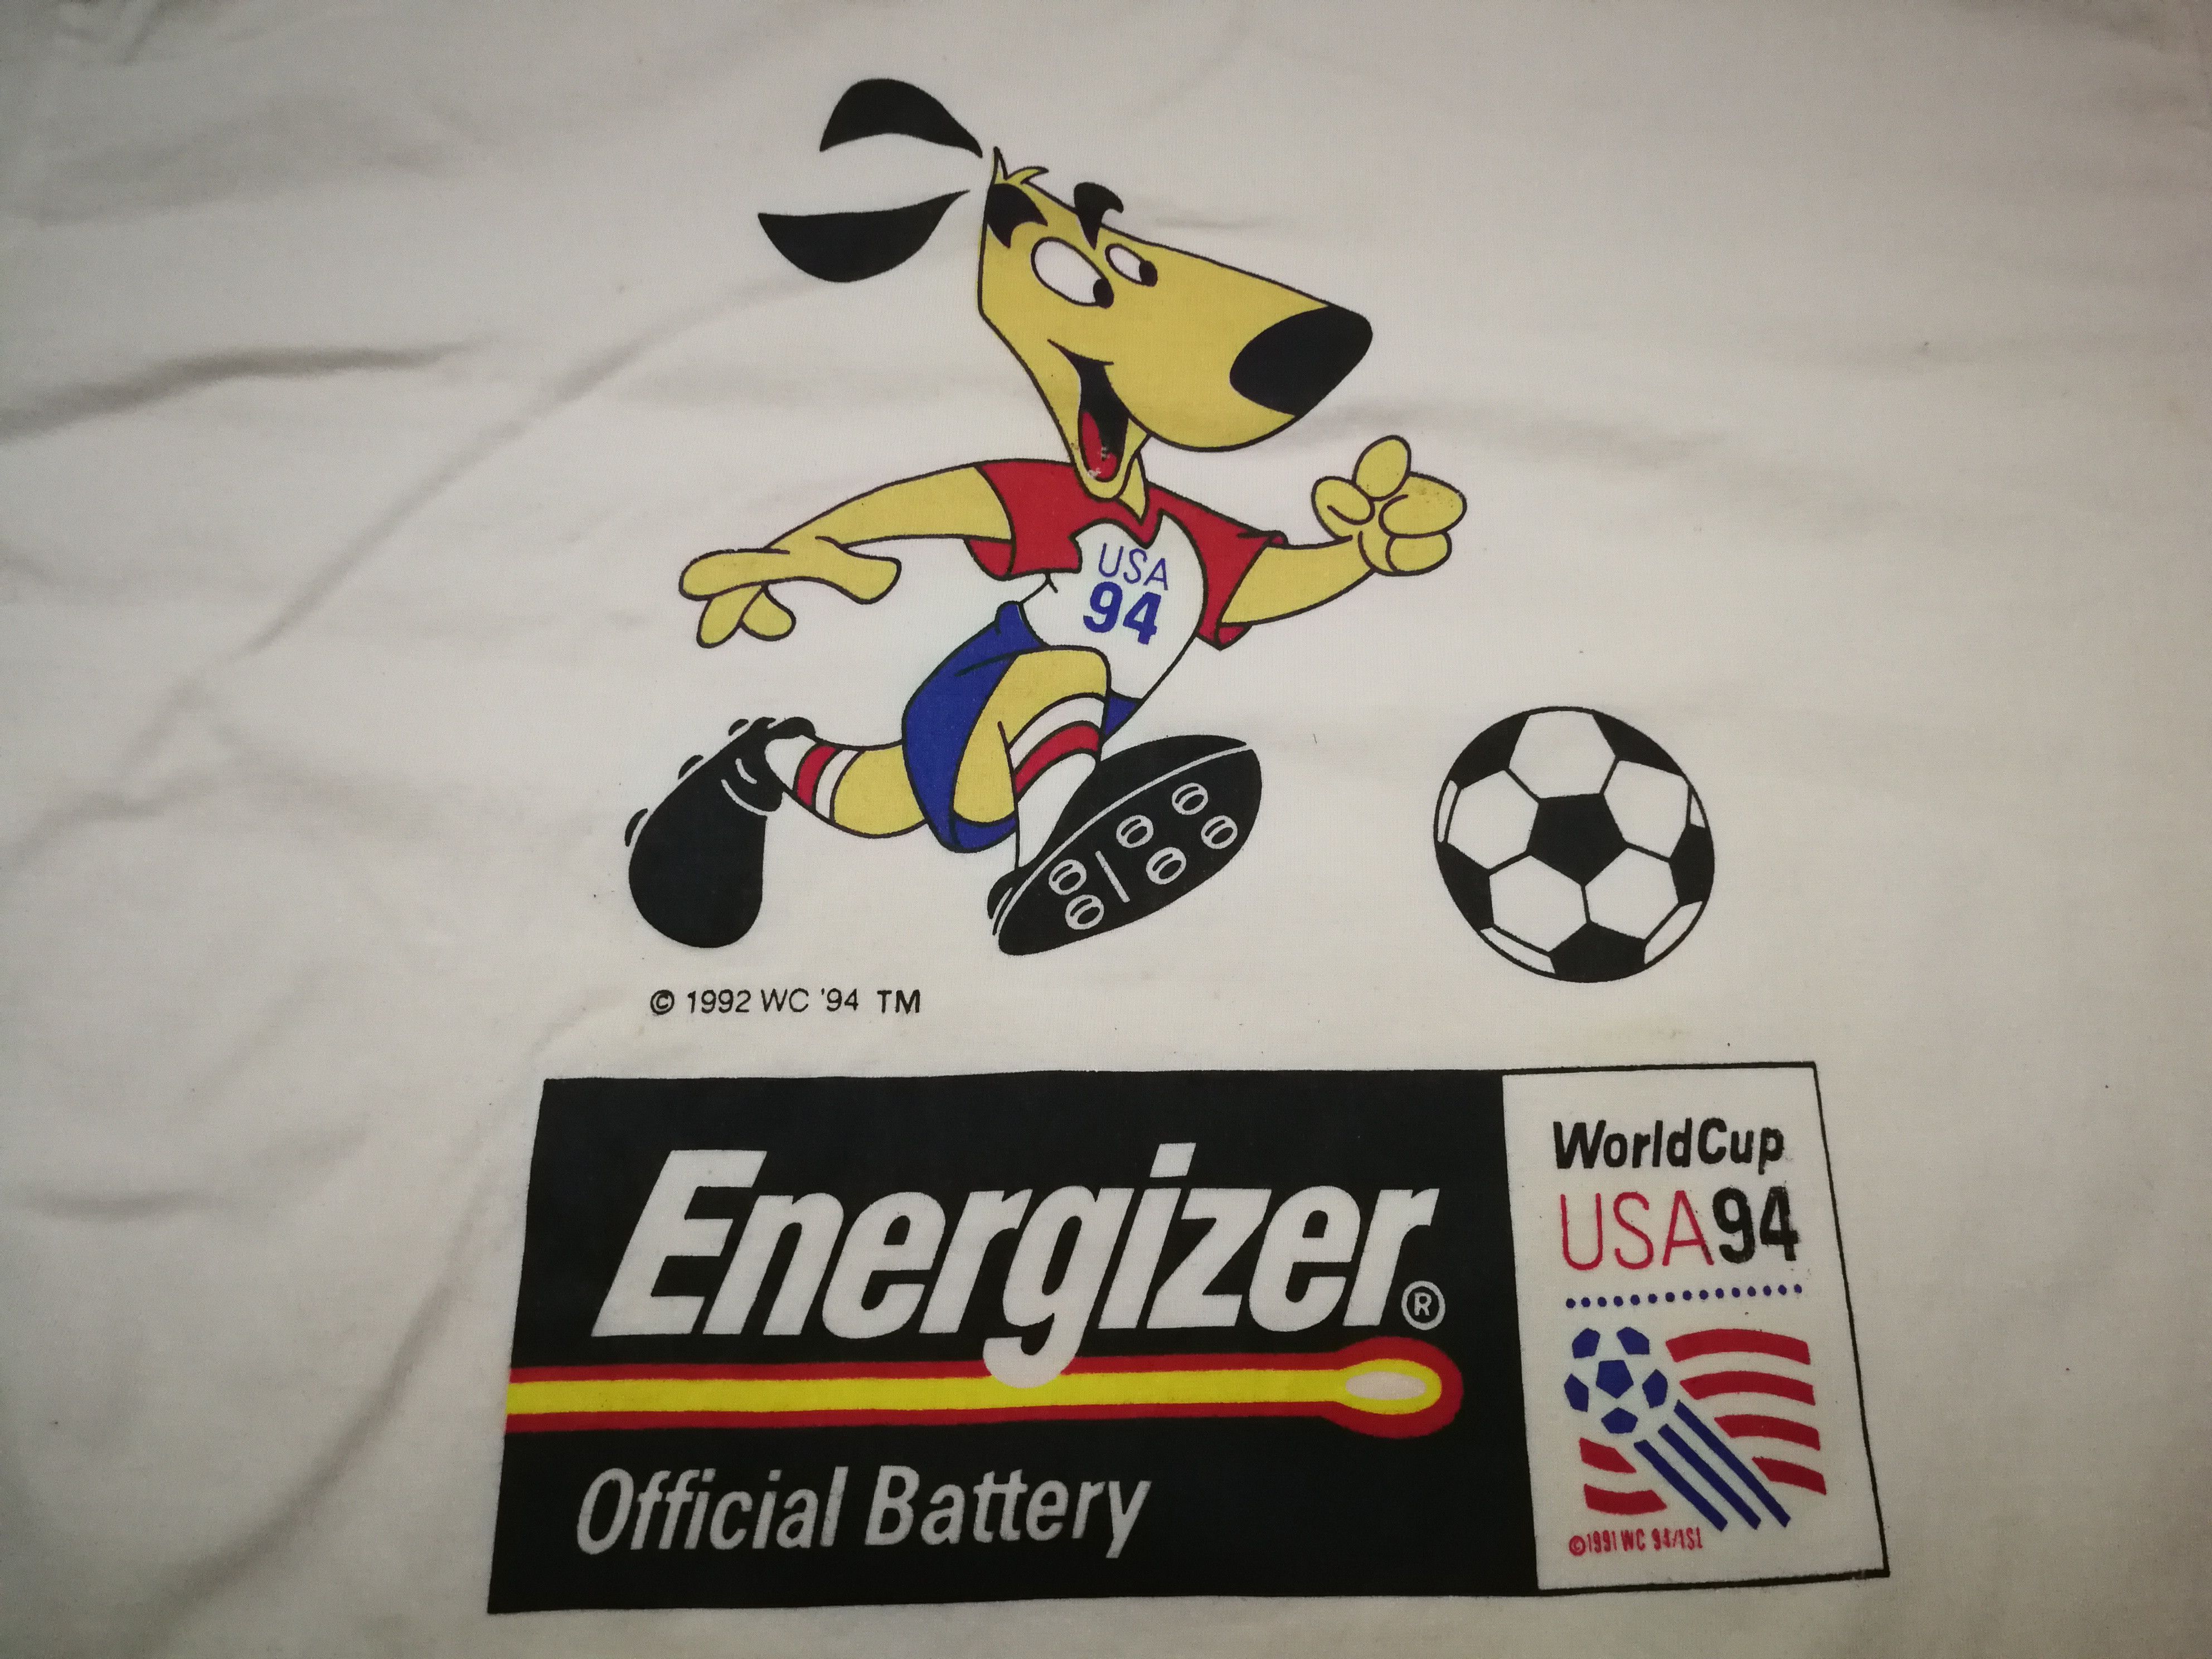 USA
94
© 1992 WC '94 TM
Energizer®
Official Battery
WorldCup
USA94
©1991 WC 94/ISL